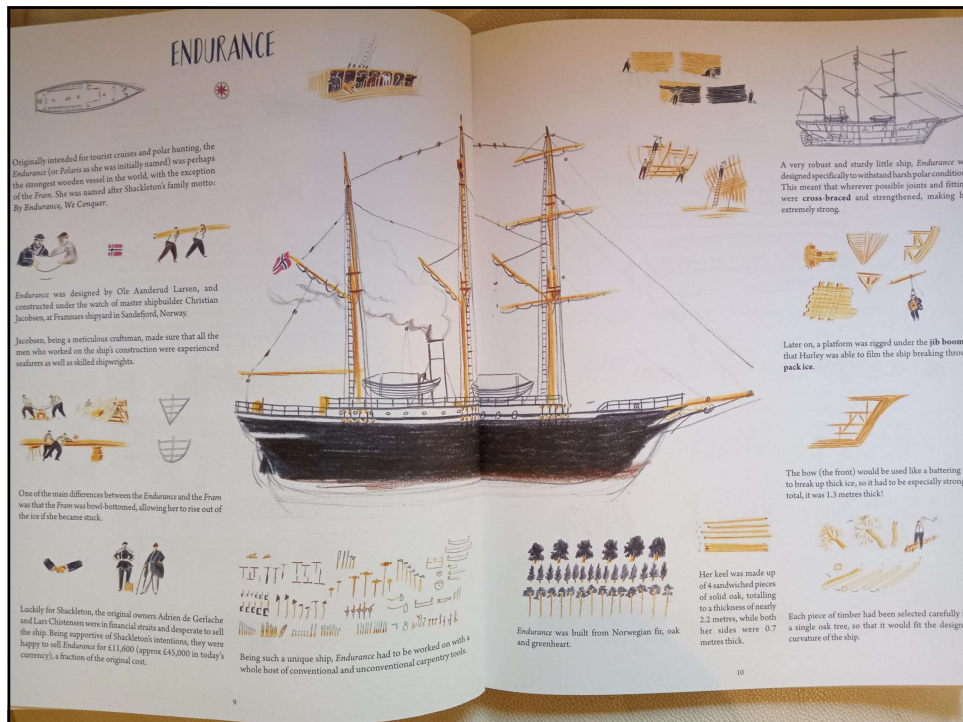 ENDURANCE
Originally intended for tourist cruises and polar hunting, the
Endurance (or Polaris as she was initially named) was perhaps
the strongest wooden vessel in the world, with the exception
of the Fram. She was named after Shackleton's family motto:
By Endurance, We Conquer.
Endurance was designed by Ole Aanderud Larsen, and
constructed under the watch of master shipbuilder Christian
Jacobsen, at Framnaes shipyard in Sandefjord, Norway.
Jacobsen, being a meticulous craftsman, made sure that all the
men who worked on the ship's construction were experienced
seafarers as well as skilled shipwrights.
One of the main differences between the Endurance and the Fram
was that the Fram was bowl-bottomed, allowing her to rise out of
the ice if she became stuck.
Luckily for Shackleton, the original owners Adrien de Gerlache
and Lars Chistensen were in financial straits and desperate to sell
the ship. Being supportive of Shackleton's intentions, they were
happy to sell Endurance for £11,600 (approx £45,000 in today's
currency), a fraction of the original cost.
Being such a unique ship, Endurance had to be worked on with a
whole host of conventional and unconventional carpentry tools.
9
Endurance was built from Norwegian fir, oak
and greenheart.
Her keel was made up
of 4 sandwiched pieces
of solid oak, totalling
to a thickness of nearly
2.2 metres, while both
her sides were 0.7
metres thick.
A very robust and sturdy little ship, Endurance
designed specifically to withstand harsh polar
This meant that wherever possible joints and
were cross-braced and strengthened, making
extremely strong.
Later on, a platform was rigged under the jib boom
that Hurley was able to film the ship breaking
pack ice.
The bow (the front) would be used like a battering
to break up thick ice, so it had to be especially
total, it was 1.3 metres thick!
Each piece of timber had been selected carefully
a single oak tree, so that it would fit the
curvature of the ship.
10